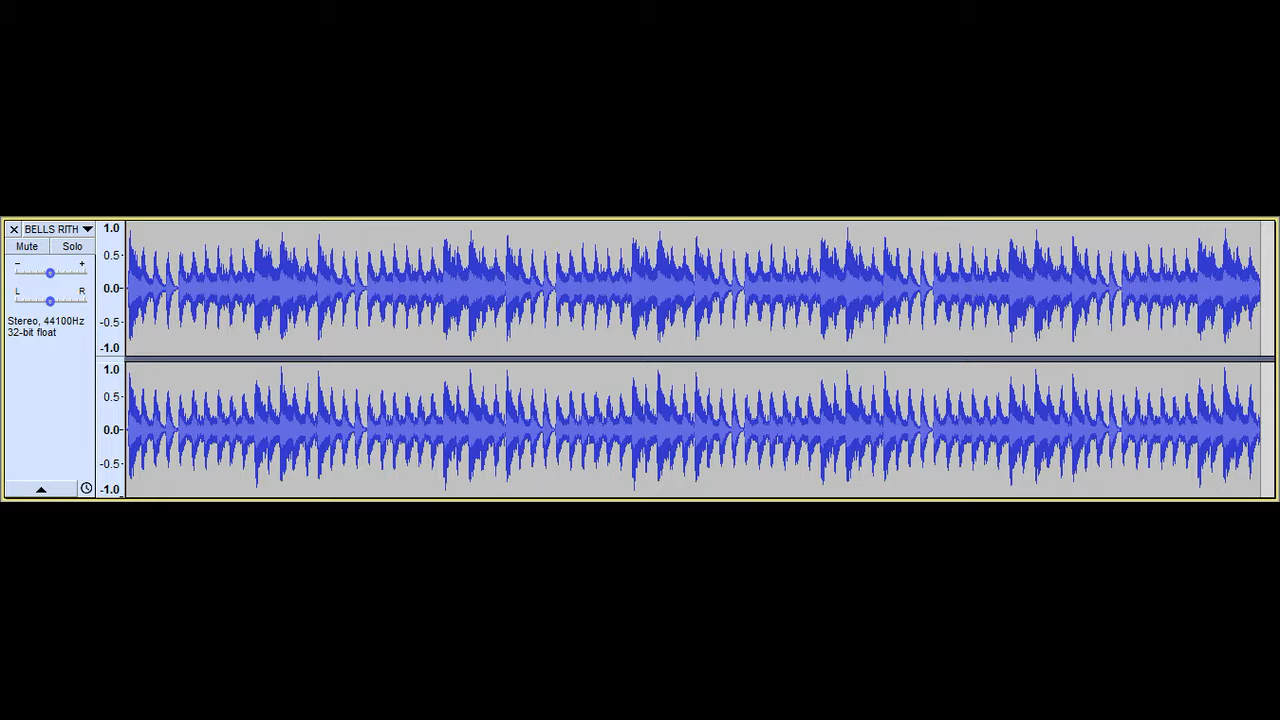 BELLS RITH
Mute Solo
- +
L R
Stereo, 44100Hz
32-bit float
1.0
0.5
0.0
-0.5
-1.0
1.0
0.5
0.0
-0.5
-1.0